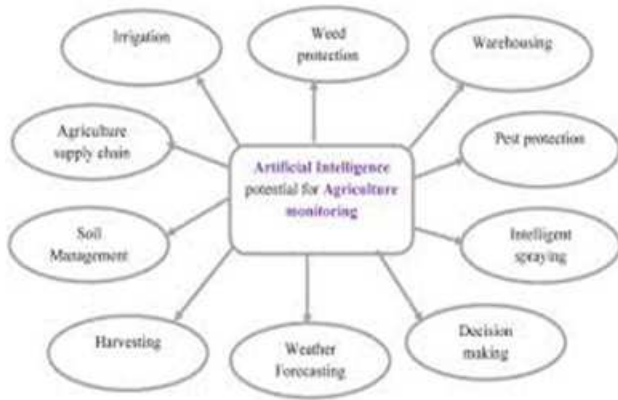 Irrigation
Weed
protection
Warehousing
Agriculture
supply chain
Artificial Intelligence
potential for Agriculture
monitoring
Pest protection
Soil
Management
Intelligent
spraying
Harvesting
Weather
Forecasting
Decision
making